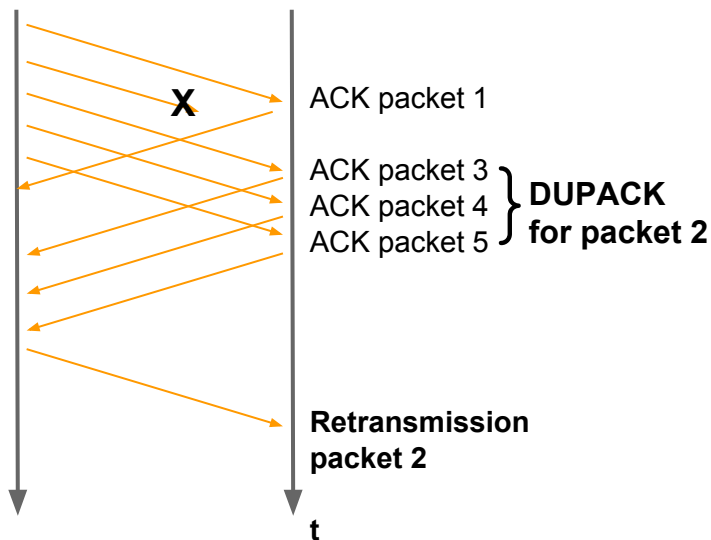 X
ACK packet 1
ACK packet 3
ACK packet 4
ACK packet 5
DUPACK
for packet 2
Retransmission
packet 2
t